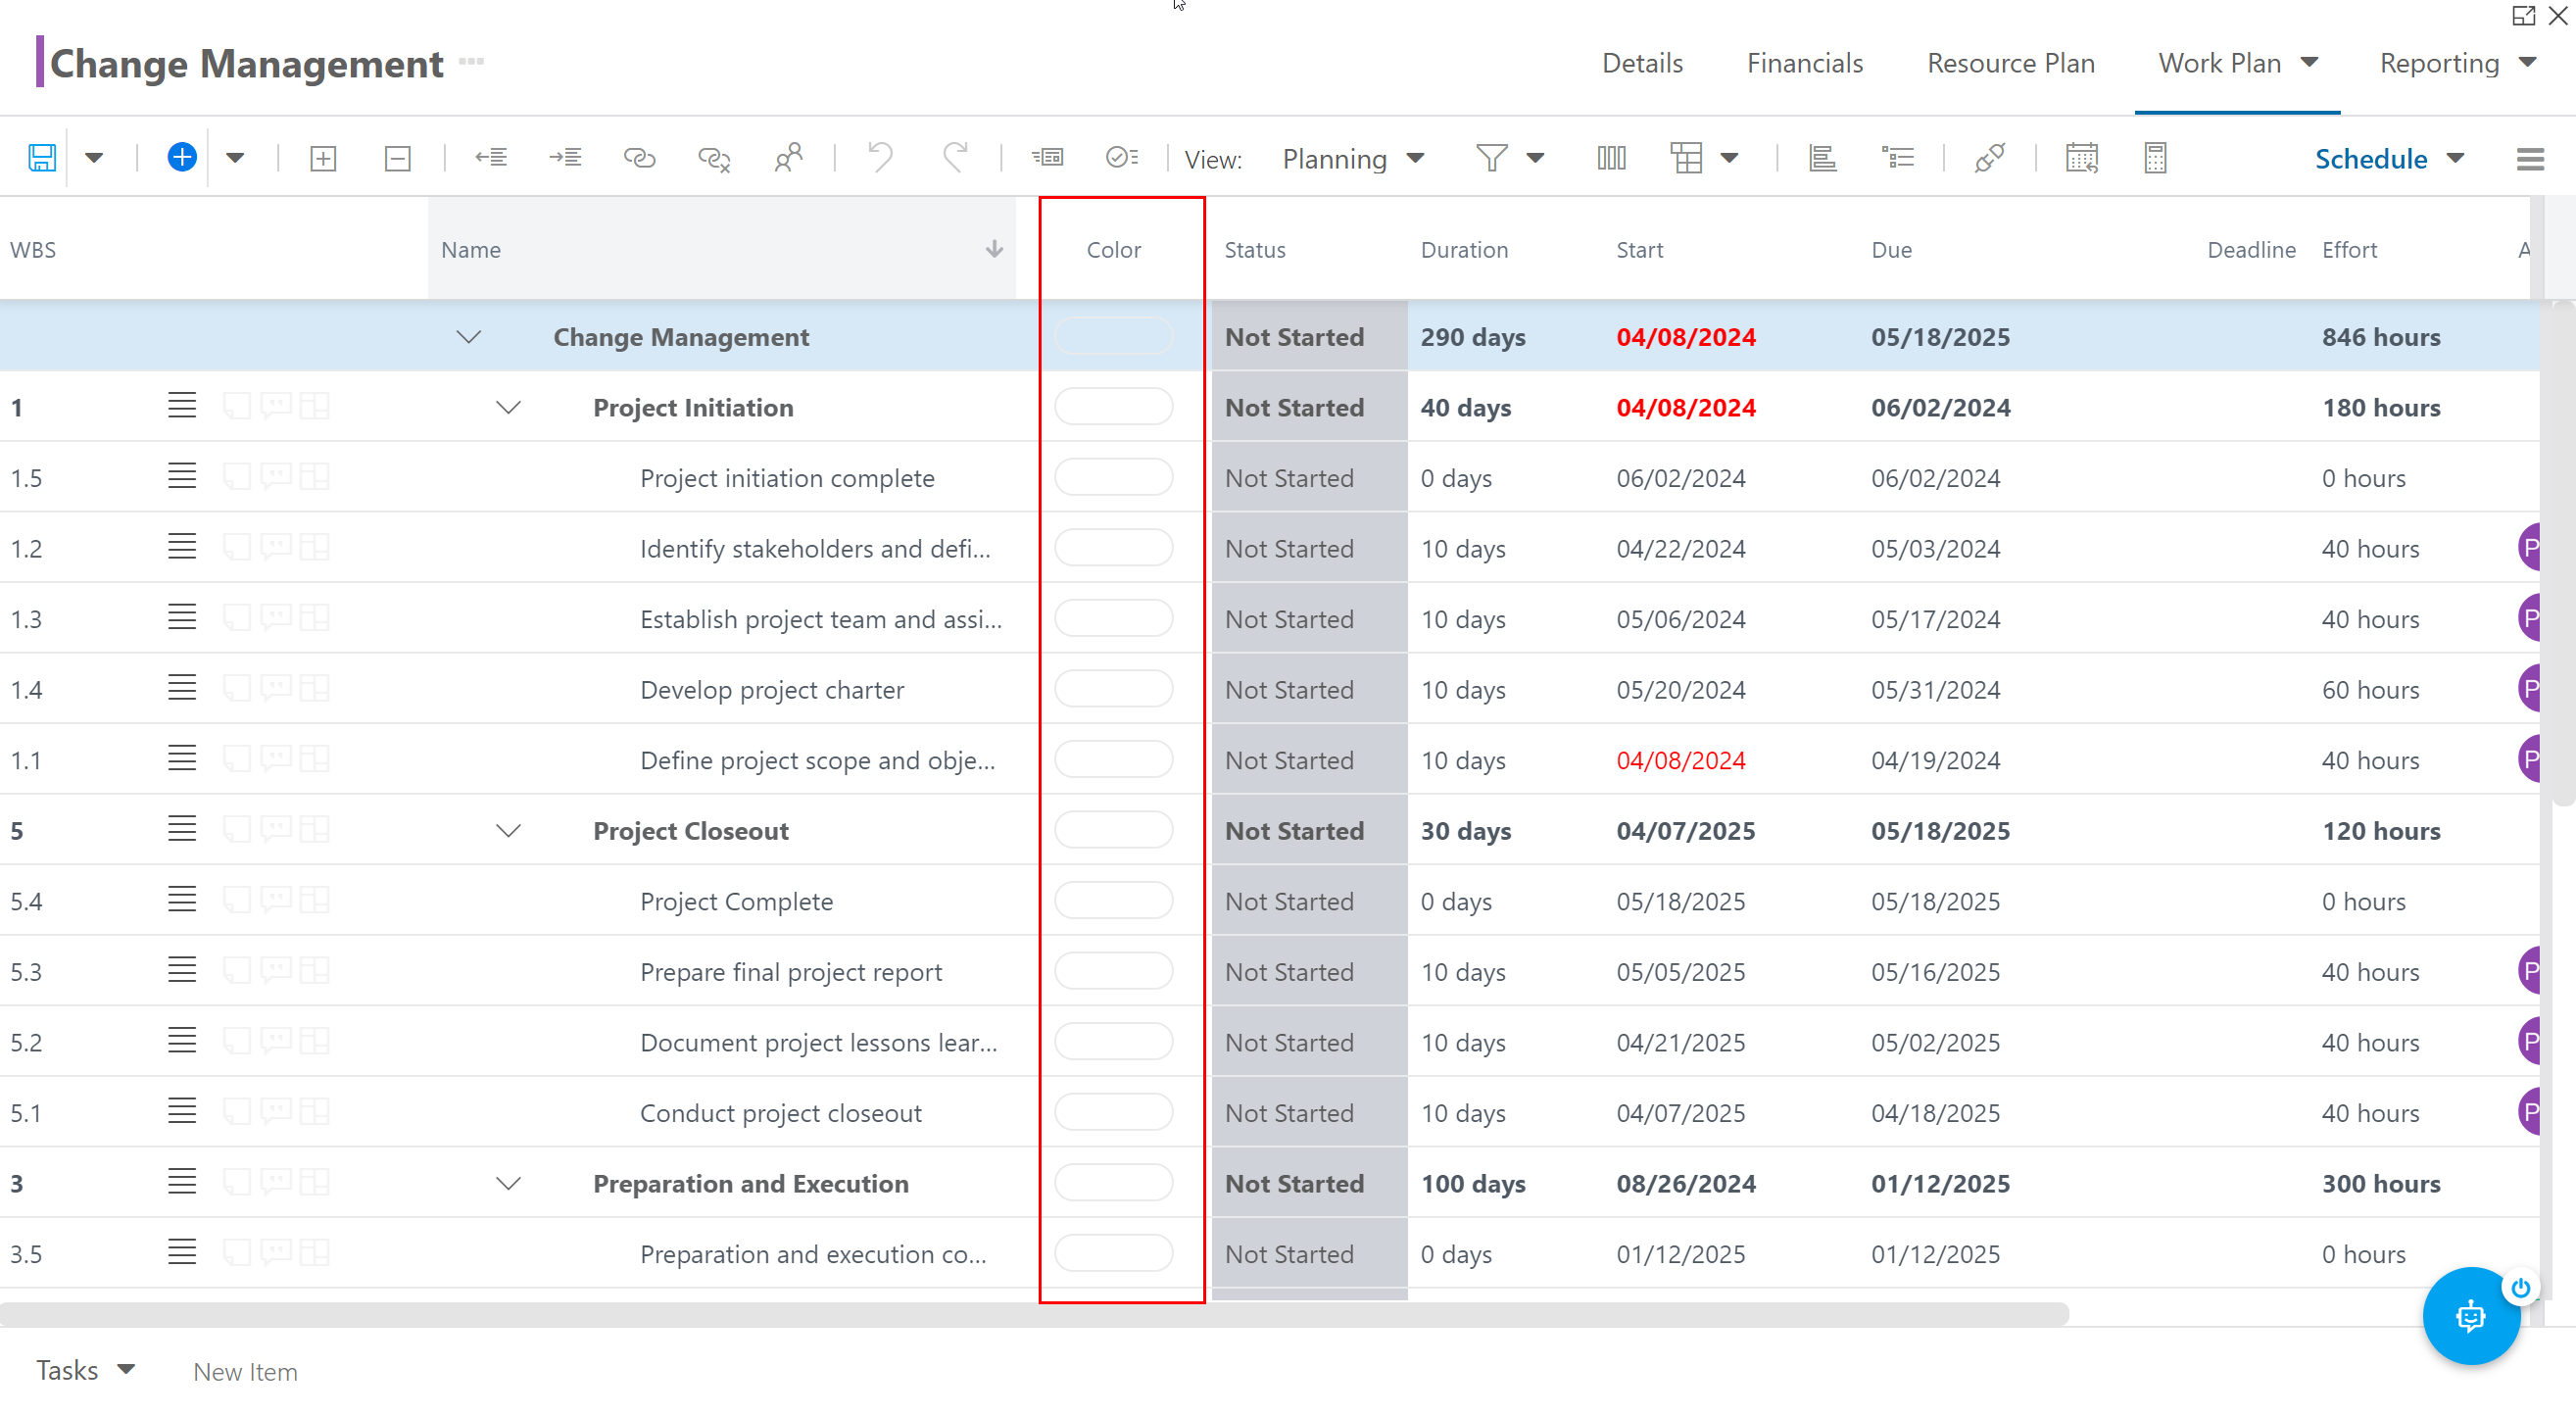 Change Management
Details Financials Resource Plan Work Plan Reporting
View: Planning Schedule
WBS Name Color Status Duration Start Due Deadline Effort A
Change Management Not Started 290 days 04/08/2024 05/18/2025 846 hours
1 Project Initiation Not Started 40 days 04/08/2024 06/02/2024 180 hours
1.5 Project initiation complete Not Started 0 days 06/02/2024 06/02/2024 0 hours
1.2 Identify stakeholders and defi... Not Started 10 days 04/22/2024 05/03/2024 40 hours P
1.3 Establish project team and assi... Not Started 10 days 05/06/2024 05/17/2024 40 hours P
1.4 Develop project charter Not Started 10 days 05/20/2024 05/31/2024 60 hours P
1.1 Define project scope and obje... Not Started 10 days 04/08/2024 04/19/2024 40 hours P
5 Project Closeout Not Started 30 days 04/07/2025 05/18/2025 120 hours
5.4 Project Complete Not Started 0 days 05/18/2025 05/18/2025 0 hours
5.3 Prepare final project report Not Started 10 days 05/05/2025 05/16/2025 40 hours P
5.2 Document project lessons lear... Not Started 10 days 04/21/2025 05/02/2025 40 hours P
5.1 Conduct project closeout Not Started 10 days 04/07/2025 04/18/2025 40 hours P
3 Preparation and Execution Not Started 100 days 08/26/2024 01/12/2025 300 hours
3.5 Preparation and execution co... Not Started 0 days 01/12/2025 01/12/2025 0 hours
Tasks New Item